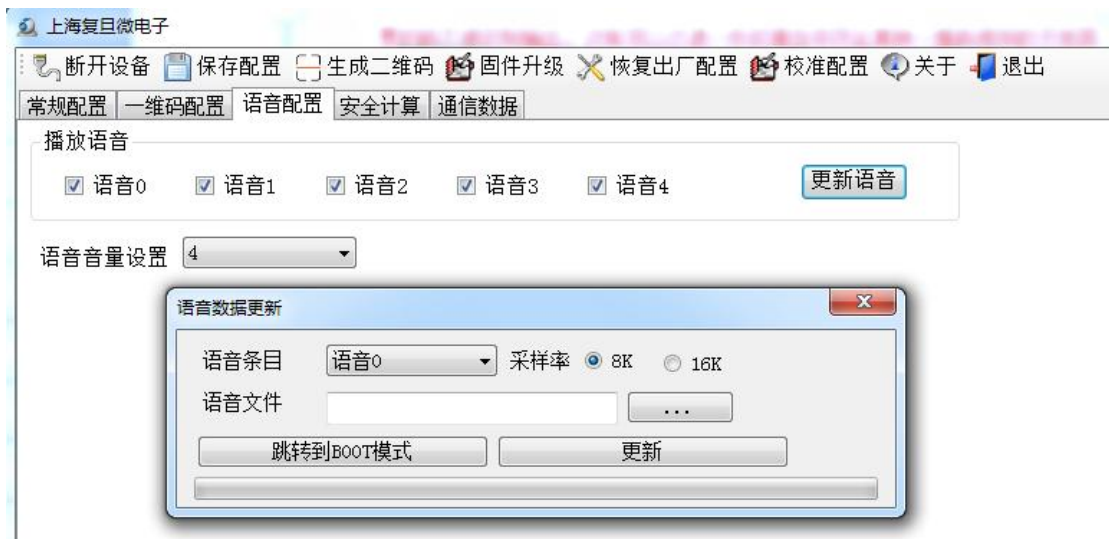 上海复旦微电子
断开设备 保存配置 生成二维码 固件升级 恢复出厂配置 校准配置 关于 退出
常规配置 一维码配置 语音配置 安全计算 通信数据
播放语音
语音0 语音1 语音2 语音3 语音4 更新语音
语音音量设置 4
语音数据更新
语音条目 语音0 采样率 8K 16K
语音文件 ...
跳转到BOOT模式 更新